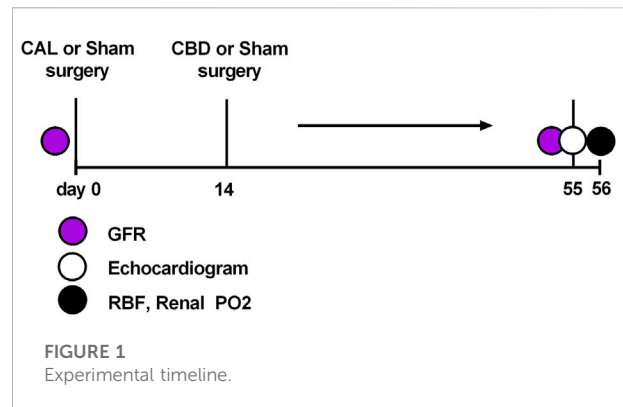 CAL or Sham surgery
CBD or Sham surgery
day 0
14
55 56
GFR
Echocardiogram
RBF, Renal PO2
FIGURE 1
Experimental timeline.